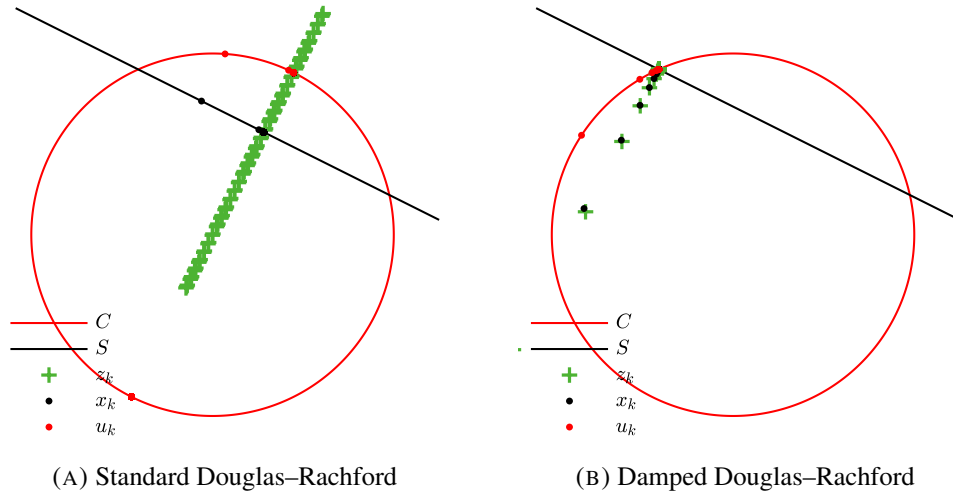 C
S
z_k
x_k
u_k
C
S
z_k
x_k
u_k
(A) Standard Douglas–Rachford
(B) Damped Douglas–Rachford